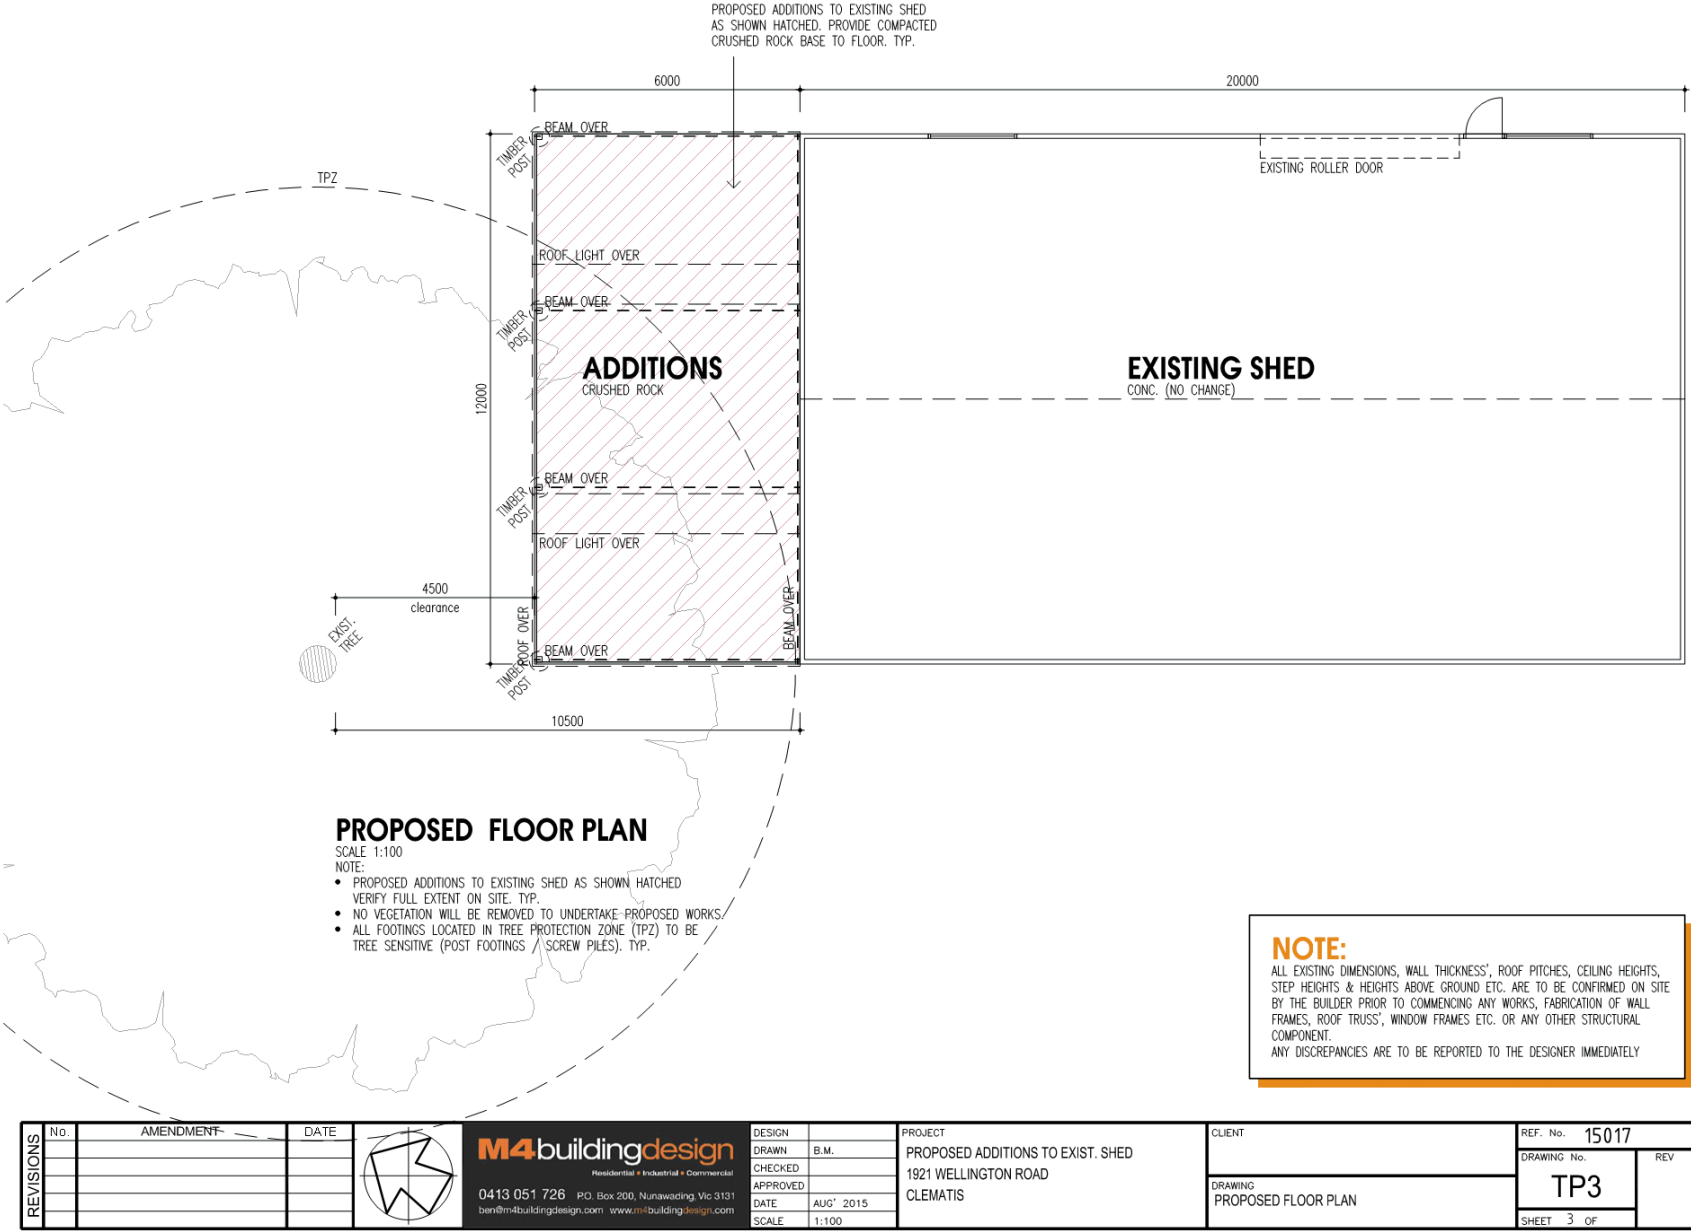 PROPOSED ADDITIONS TO EXISTING SHED
AS SHOWN HATCHED. PROVIDE COMPACTED
CRUSHED ROCK BASE TO FLOOR. TYP.
6000
20000
BEAM OVER
TIMBER
POST
EXISTING ROLLER DOOR
TPZ
ROOF LIGHT OVER
BEAM OVER
TIMBER
POST
ADDITIONS
CRUSHED ROCK
EXISTING SHED
CONC. (NO CHANGE)
12000
BEAM OVER
TIMBER
POST
ROOF LIGHT OVER
4500
clearance
EXIST.
TREE
ROOF OVER
BEAM OVER
BEAM OVER
TIMBER
POST
10500
PROPOSED FLOOR PLAN
SCALE 1:100
NOTE:
• PROPOSED ADDITIONS TO EXISTING SHED AS SHOWN HATCHED
VERIFY FULL EXTENT ON SITE. TYP.
• NO VEGETATION WILL BE REMOVED TO UNDERTAKE PROPOSED WORKS.
• ALL FOOTINGS LOCATED IN TREE PROTECTION ZONE (TPZ) TO BE
TREE SENSITIVE (POST FOOTINGS / SCREW PILES). TYP.
NOTE:
ALL EXISTING DIMENSIONS, WALL THICKNESS', ROOF PITCHES, CEILING HEIGHTS,
STEP HEIGHTS & HEIGHTS ABOVE GROUND ETC. ARE TO BE CONFIRMED ON SITE
BY THE BUILDER PRIOR TO COMMENCING ANY WORKS, FABRICATION OF WALL
FRAMES, ROOF TRUSS', WINDOW FRAMES ETC. OR ANY OTHER STRUCTURAL
COMPONENT.
ANY DISCREPANCIES ARE TO BE REPORTED TO THE DESIGNER IMMEDIATELY
REVISIONS
No. AMENDMENT DATE
M4buildingdesign
Residential • Industrial • Commercial
0413 051 726 P.O. Box 200, Nunawading, Vic 3131
ben@m4buildingdesign.com www.m4buildingdesign.com
DESIGN
DRAWN B.M.
CHECKED
APPROVED
DATE AUG' 2015
SCALE 1:100
PROJECT
PROPOSED ADDITIONS TO EXIST. SHED
1921 WELLINGTON ROAD
CLEMATIS
CLIENT
DRAWING
PROPOSED FLOOR PLAN
REF. No. 15017
DRAWING No. REV
TP3
SHEET 3 OF